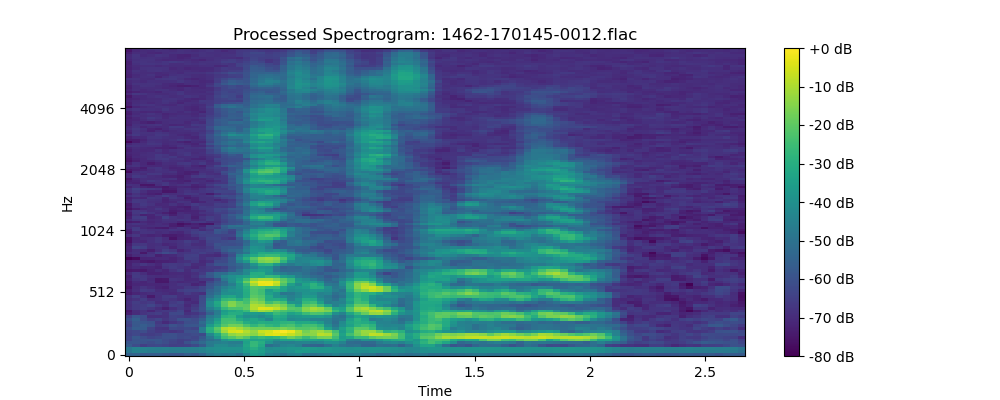 Processed Spectrogram: 1462-170145-0012.flac
Hz
4096
2048
1024
512
0
0
0.5
1
1.5
2
2.5
Time
+0 dB
-10 dB
-20 dB
-30 dB
-40 dB
-50 dB
-60 dB
-70 dB
-80 dB